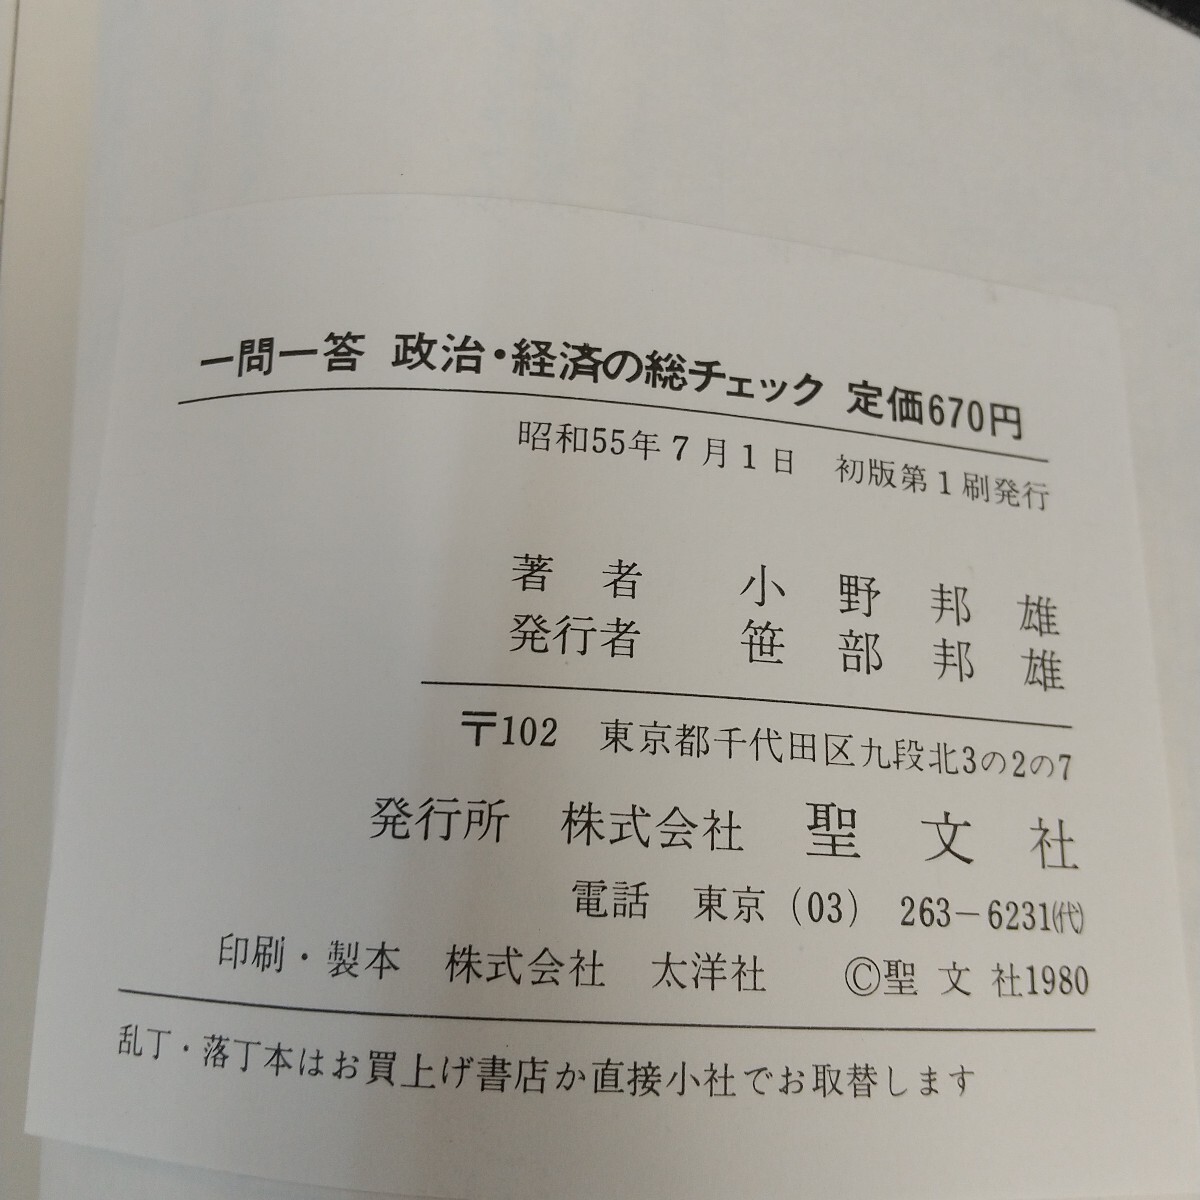 一問一答 政治・経済の総チェック 定価670円
昭和55年7月1日 初版第1刷発行
著者 小野邦雄
発行者 笹部邦雄
〒102 東京都千代田区九段北3の2の7
発行所 株式会社 聖文社
電話 東京(03) 263-6231㈹
印刷・製本 株式会社 太洋社 ©聖文社1980
乱丁・落丁本はお買上げ書店か直接小社でお取替します